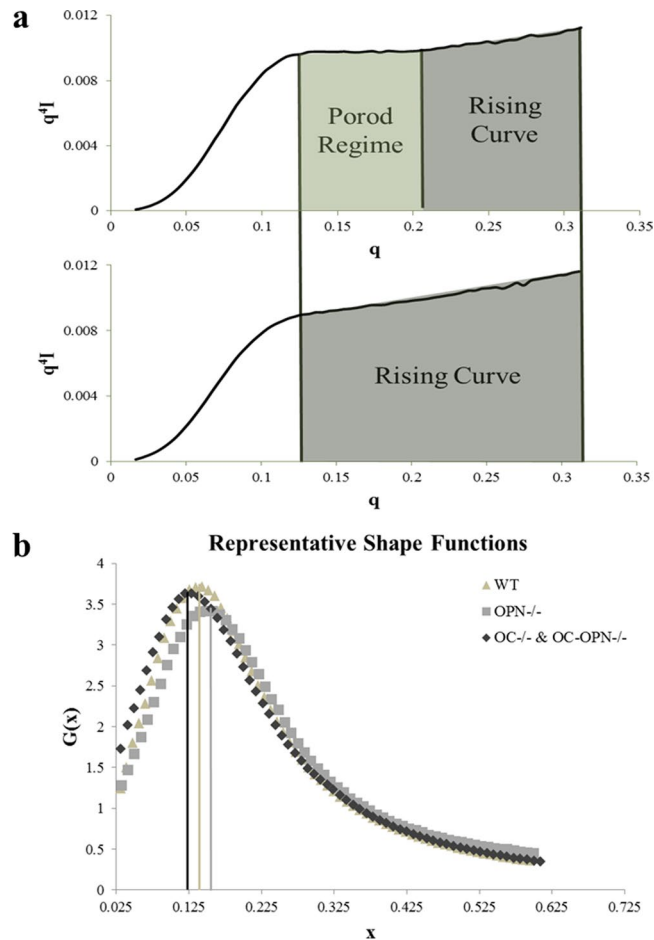 a
0.012
0.008
0.004
0
q⁴I
Porod
Regime
Rising
Curve
0 0.05 0.1 0.15 0.2 0.25 0.3 0.35
q
0.012
0.008
0.004
0
q⁴I
Rising Curve
0 0.05 0.1 0.15 0.2 0.25 0.3 0.35
q
b
Representative Shape Functions
4
3.5
3
2.5
2
1.5
1
0.5
0
G(x)
WT
OPN-/-
OC-/- & OC-OPN-/-
0.025 0.125 0.225 0.325 0.425 0.525 0.625 0.725
x